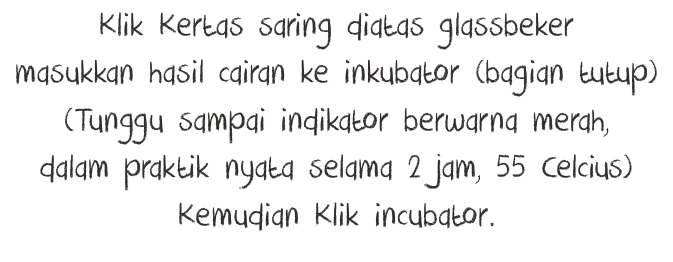 Klik Kertas saring diatas glassbeker
masukkan hasil cairan ke inkubator (bagian tutup)
(Tunggu sampai indikator berwarna merah,
dalam praktik nyata selama 2 jam, 55 Celcius)
Kemudian Klik incubator.